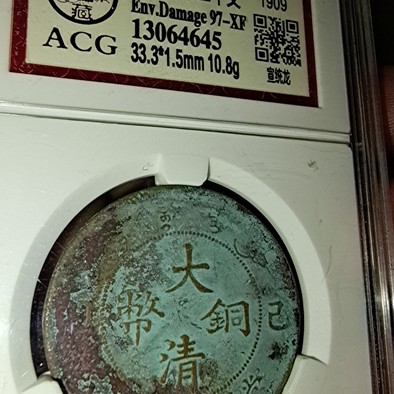 1909
Env.Damage 97-XF
13064645
ACG
33.3*1.5mm 10.8g
宣统龙
大
幣 銅 己
清